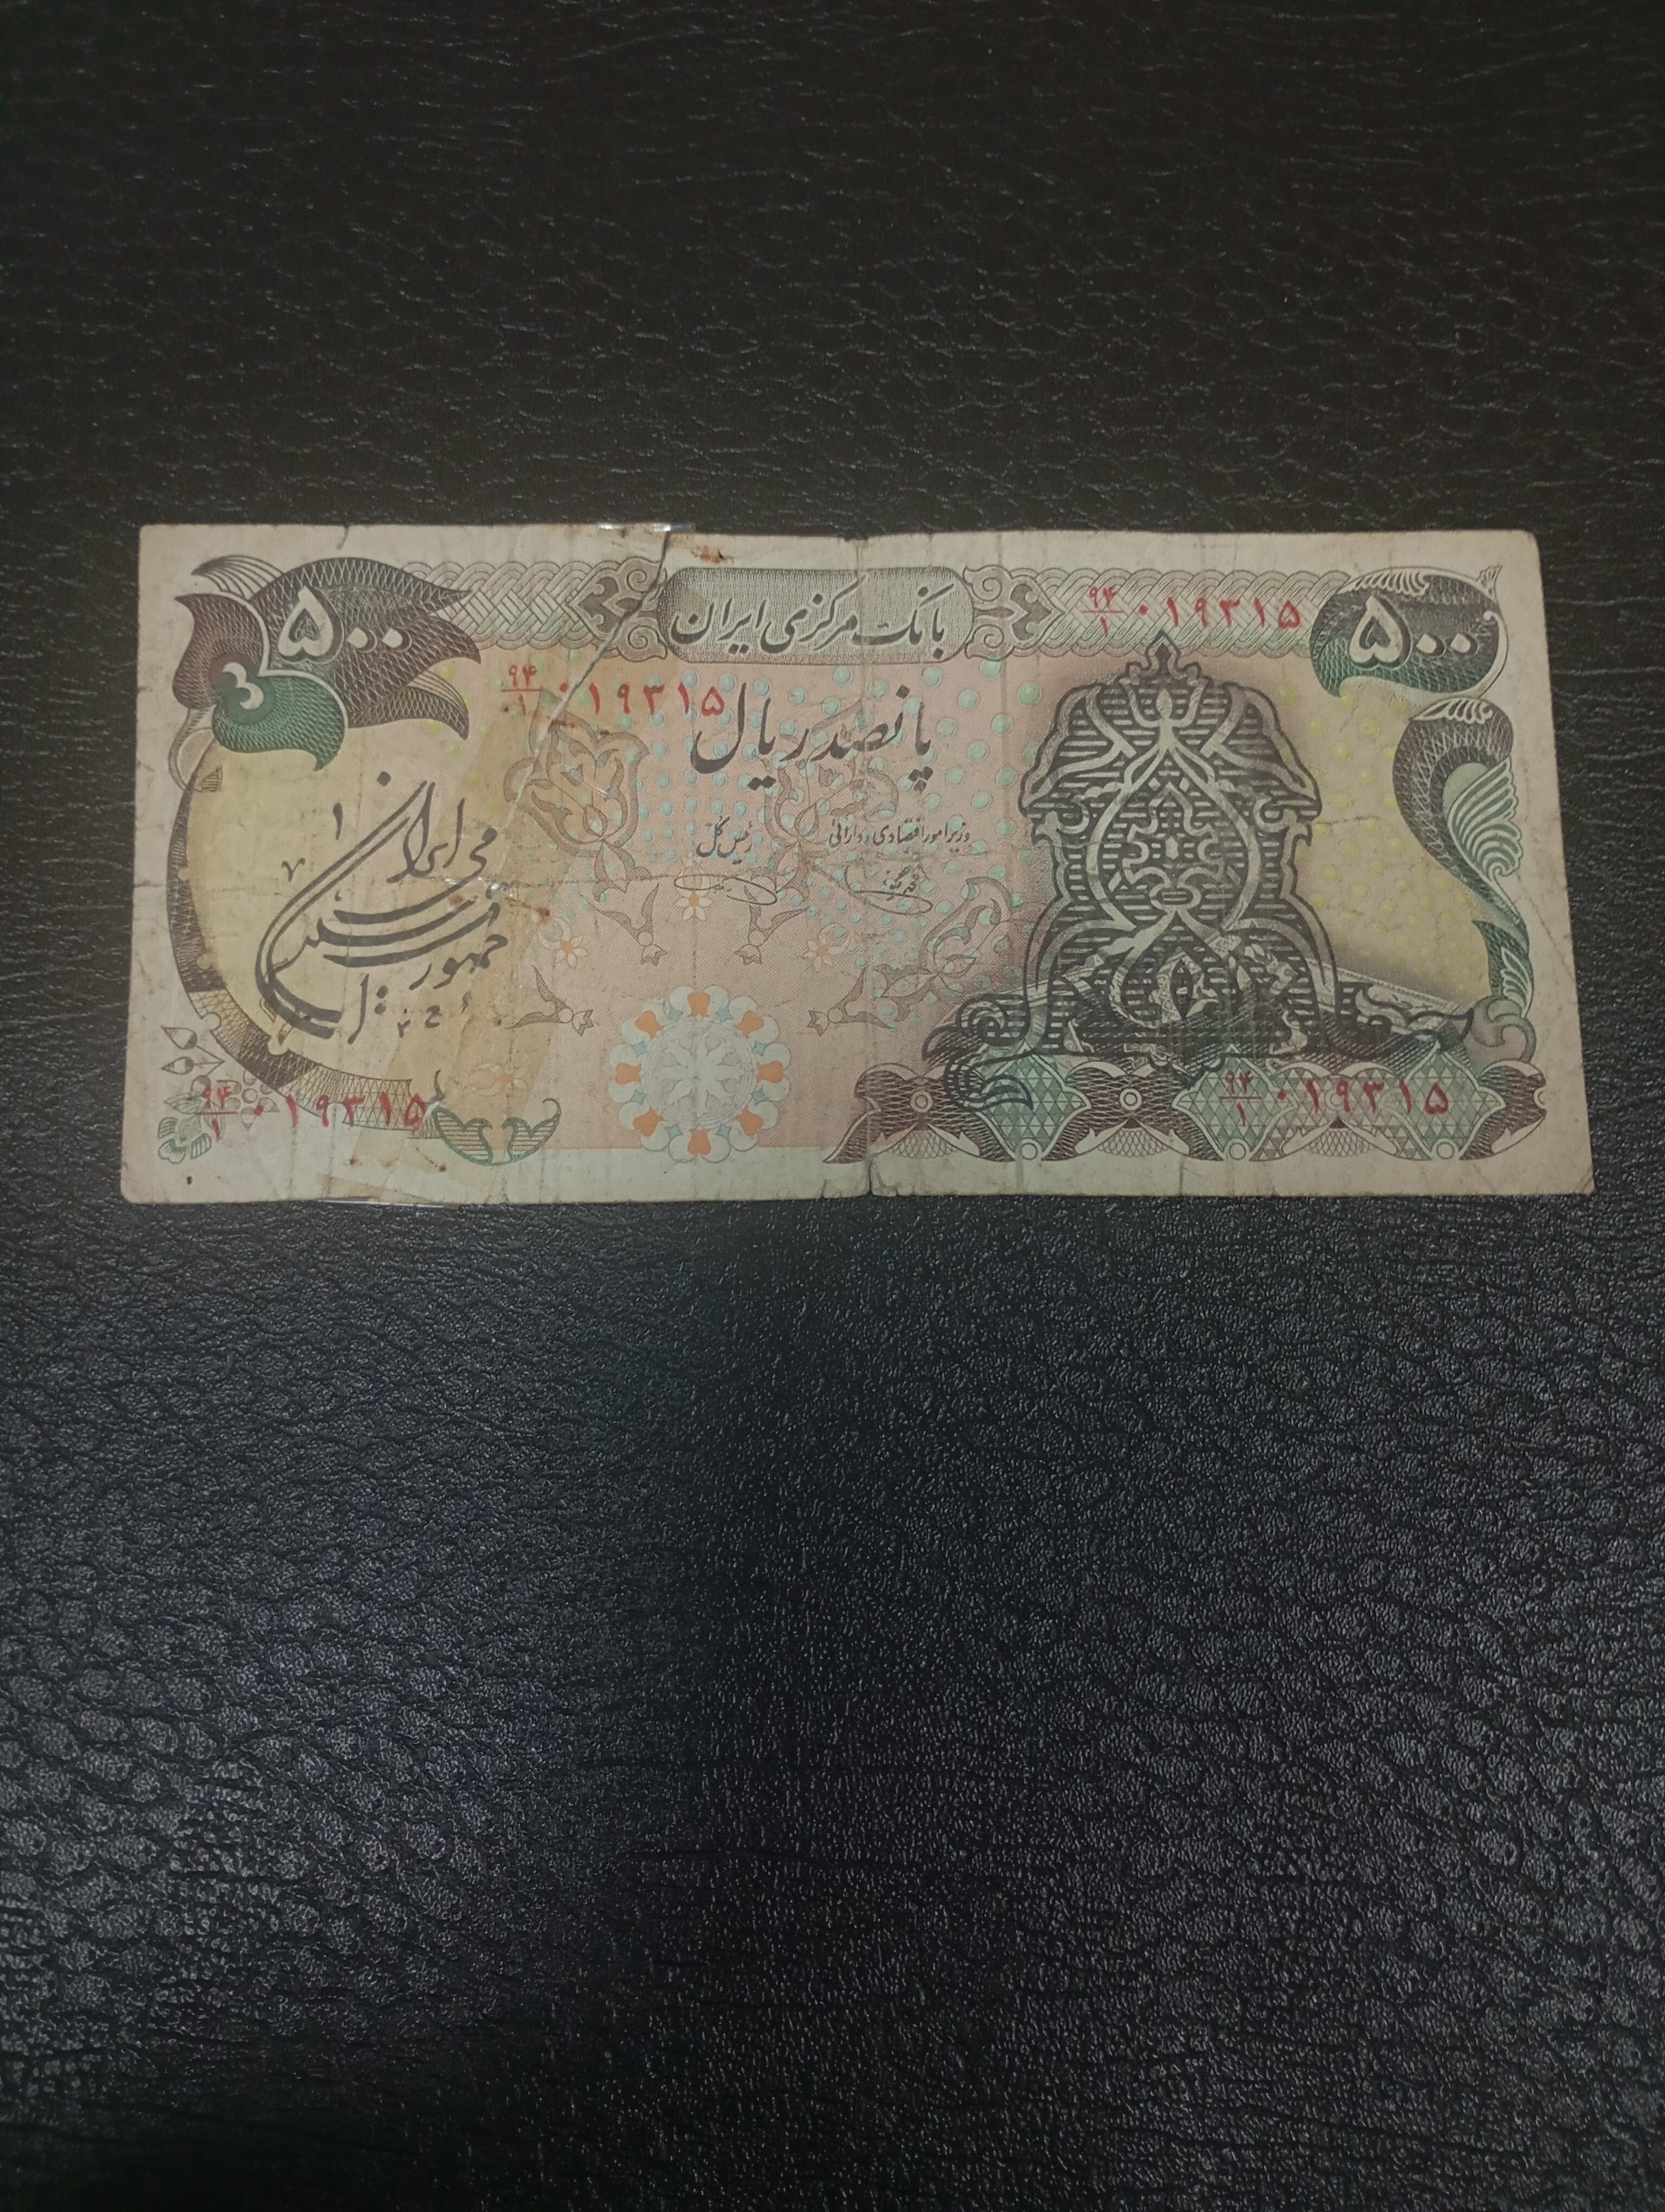 ۵۰۰
بانک مرکزی ایران
۹۴/۱ ۰۱۹۳۱۵
۵۰۰
۹۴/۱ ۰۱۹۳۱۵
پانصد ریال
وزیر امور اقتصادی و دارائی
رئیس کل
جمهوری اسلامی ایران
۹۴/۱ ۰۱۹۳۱۵
۹۴/۱ ۰۱۹۳۱۵